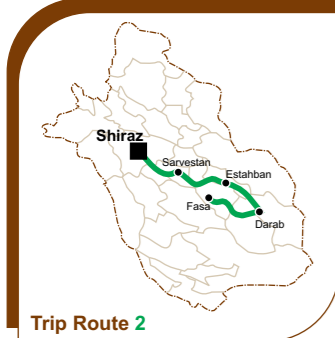 Shiraz
Sarvestan
Estahban
Fasa
Darab
Trip Route 2